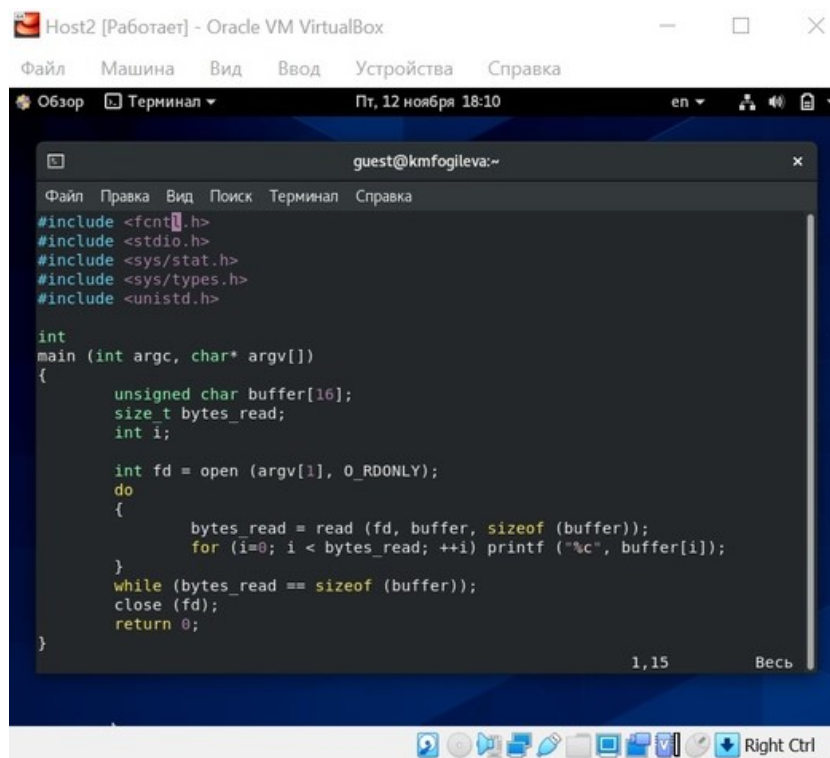 Host2 [Работает] - Oracle VM VirtualBox
Файл Машина Вид Ввод Устройства Справка
Обзор Терминал Пт, 12 ноября 18:10 en
guest@kmfogileva:~
Файл Правка Вид Поиск Терминал Справка
#include <fcntl.h>
#include <stdio.h>
#include <sys/stat.h>
#include <sys/types.h>
#include <unistd.h>
int
main (int argc, char* argv[])
{
unsigned char buffer[16];
size_t bytes_read;
int i;
int fd = open (argv[1], O_RDONLY);
do
{
bytes_read = read (fd, buffer, sizeof (buffer));
for (i=0; i < bytes_read; ++i) printf ("%c", buffer[i]);
}
while (bytes_read == sizeof (buffer));
close (fd);
return 0;
}
1,15 Весь
Right Ctrl